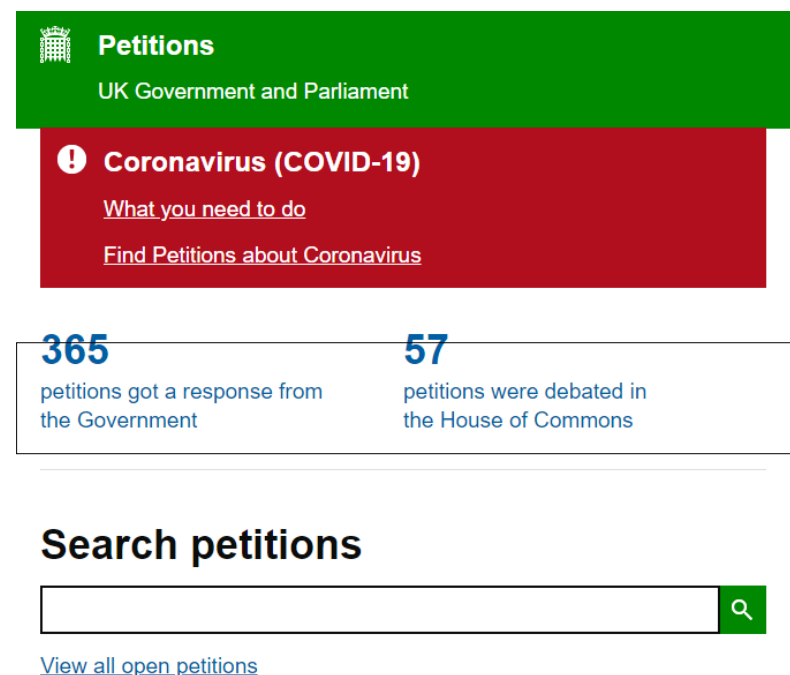 Petitions
UK Government and Parliament
Coronavirus (COVID-19)
What you need to do
Find Petitions about Coronavirus
365
petitions got a response from
the Government
57
petitions were debated in
the House of Commons
Search petitions
View all open petitions